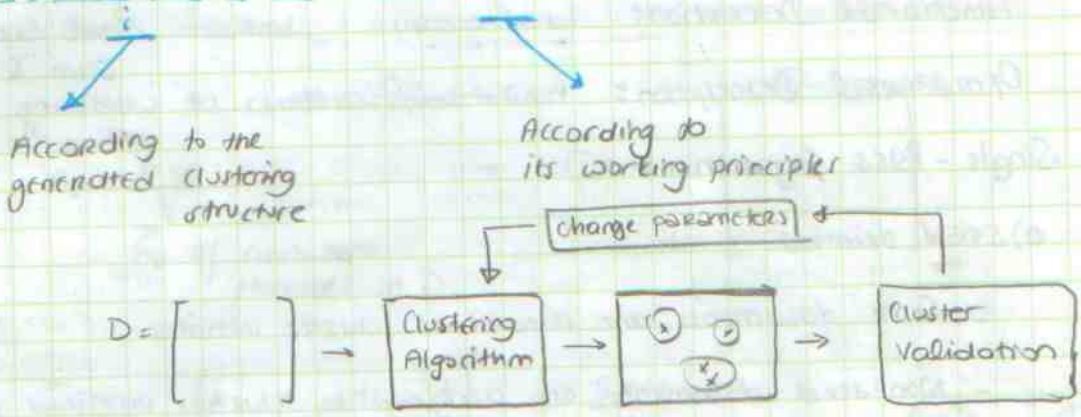 According to the
generated clustering
structure
According to
its working principles
change parameters
D = [ ]
Clustering
Algorithm
x
x
x
x
Cluster
Validation